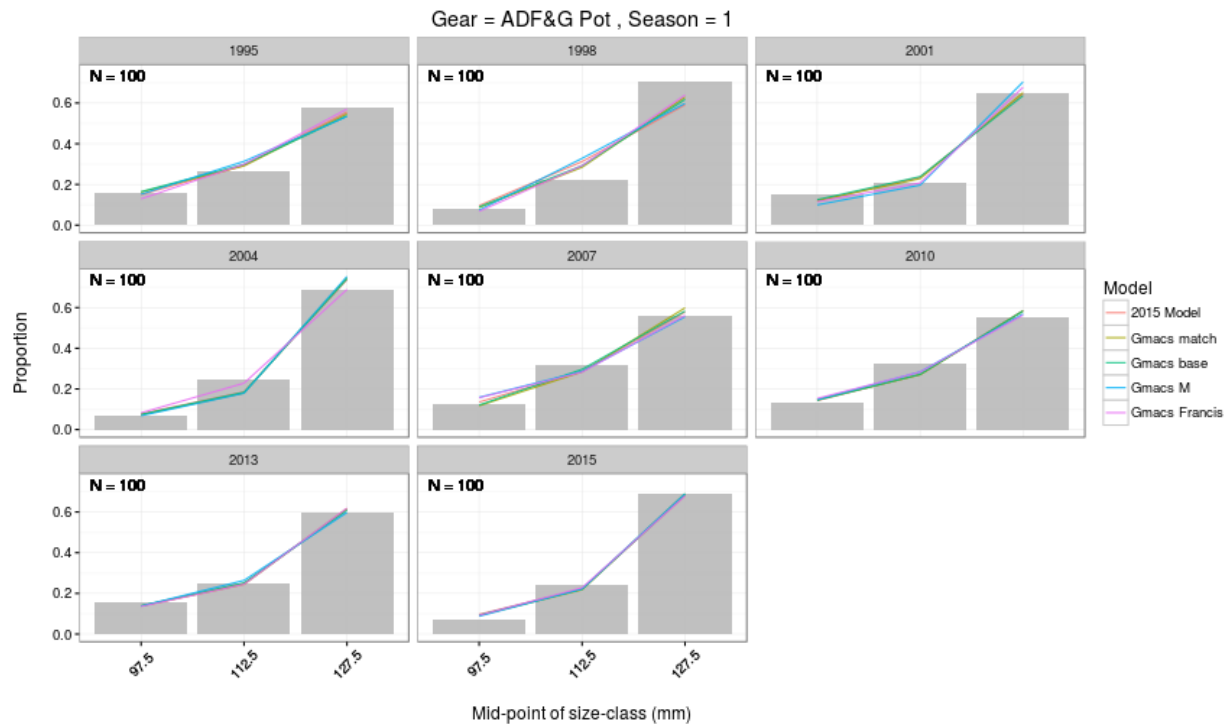 Gear = ADF&G Pot , Season = 1
1995
1998
2001
N = 100
N = 100
N = 100
0.6
0.4
0.2
0.0
2004
2007
2010
N = 100
N = 100
N = 100
0.6
0.4
0.2
0.0
2013
2015
N = 100
N = 100
0.6
0.4
0.2
0.0
97.5
112.5
127.5
97.5
112.5
127.5
Proportion
Mid-point of size-class (mm)
Model
2015 Model
Gmacs match
Gmacs base
Gmacs M
Gmacs Francis